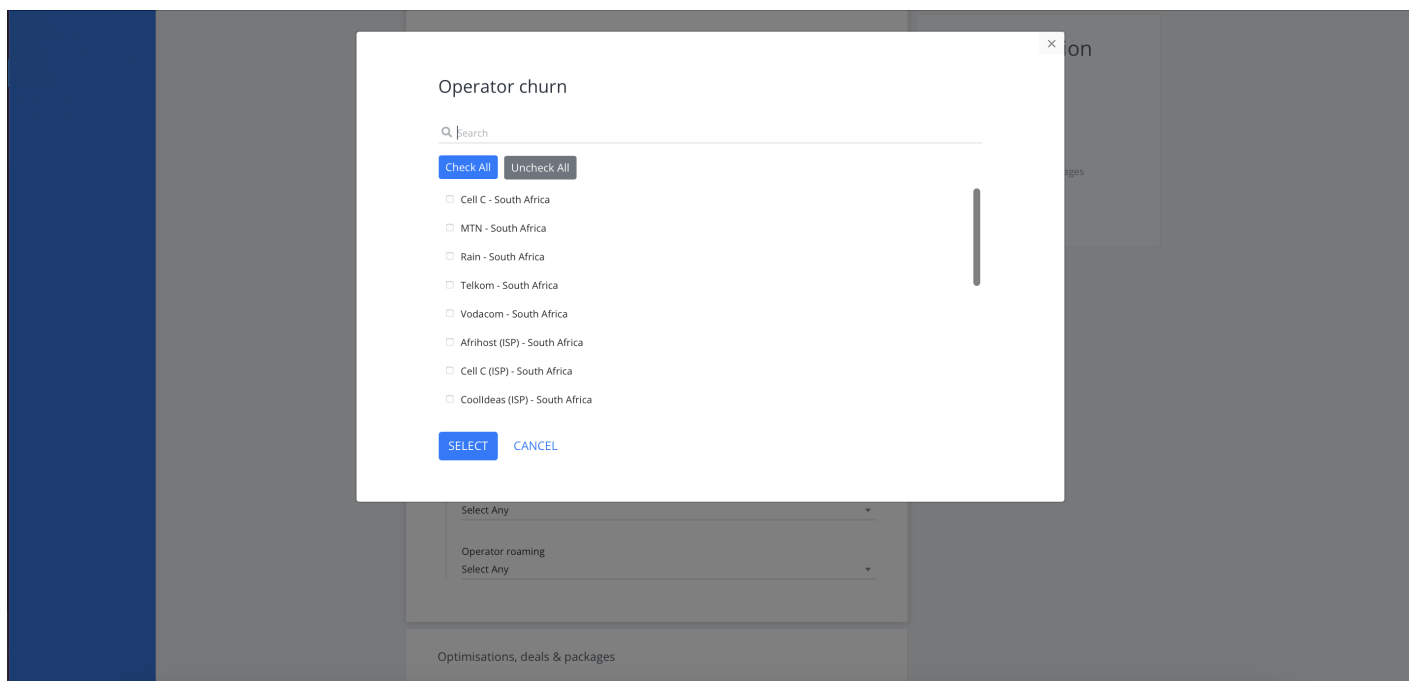 ×
ion
Operator churn
Search
Check All
Uncheck All
ages
Cell C - South Africa
MTN - South Africa
Rain - South Africa
Telkom - South Africa
Vodacom - South Africa
Afrihost (ISP) - South Africa
Cell C (ISP) - South Africa
CoolIdeas (ISP) - South Africa
SELECT
CANCEL
Select Any
Operator roaming
Select Any
Optimisations, deals & packages